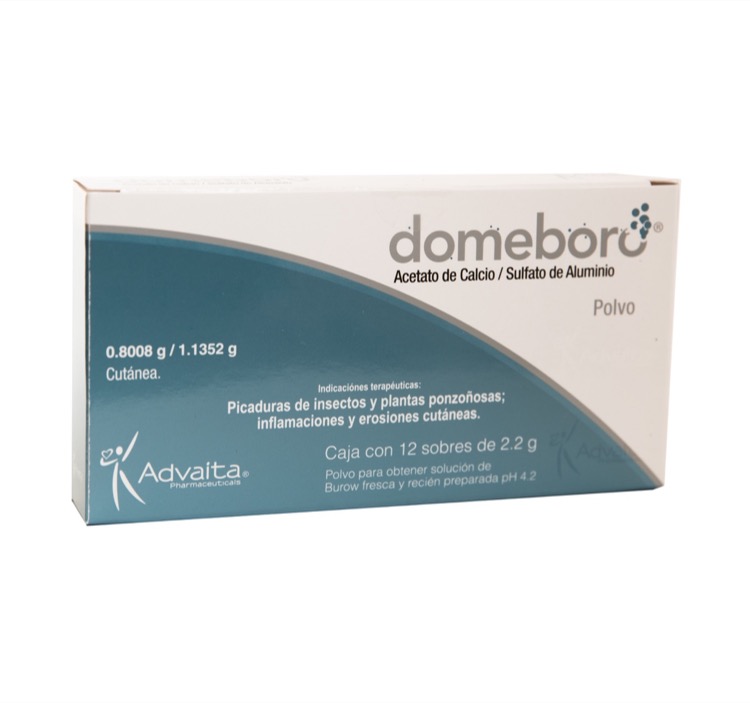 domeboro®
Acetato de Calcio / Sulfato de Aluminio
Polvo
0.8008 g / 1.1352 g
Cutánea.
Indicaciónes terapéuticas:
Picaduras de insectos y plantas ponzoñosas;
inflamaciones y erosiones cutáneas.
Caja con 12 sobres de 2.2 g
Polvo para obtener solución de
Burow fresca y recién preparada pH 4.2
Advaita®
Pharmaceuticals
Advaita